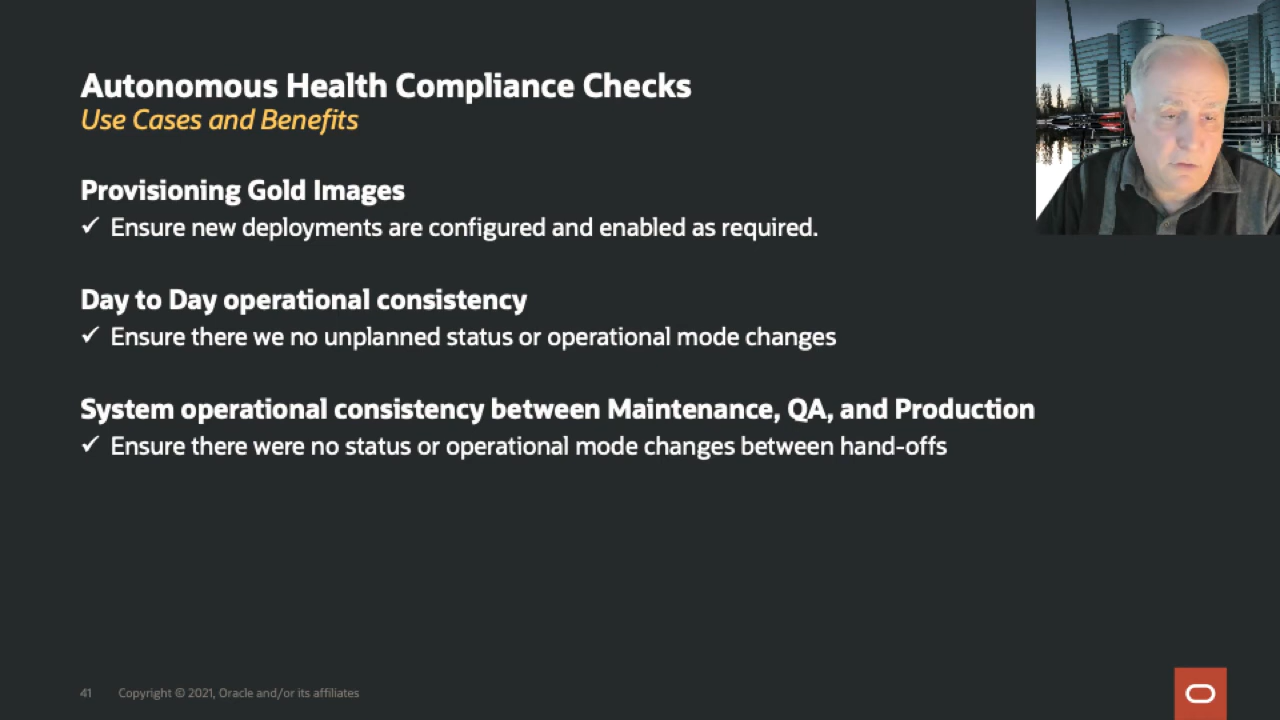 Autonomous Health Compliance Checks
Use Cases and Benefits
Provisioning Gold Images
✓ Ensure new deployments are configured and enabled as required.
Day to Day operational consistency
✓ Ensure there we no unplanned status or operational mode changes
System operational consistency between Maintenance, QA, and Production
✓ Ensure there were no status or operational mode changes between hand-offs
41 Copyright © 2021, Oracle and/or its affiliates